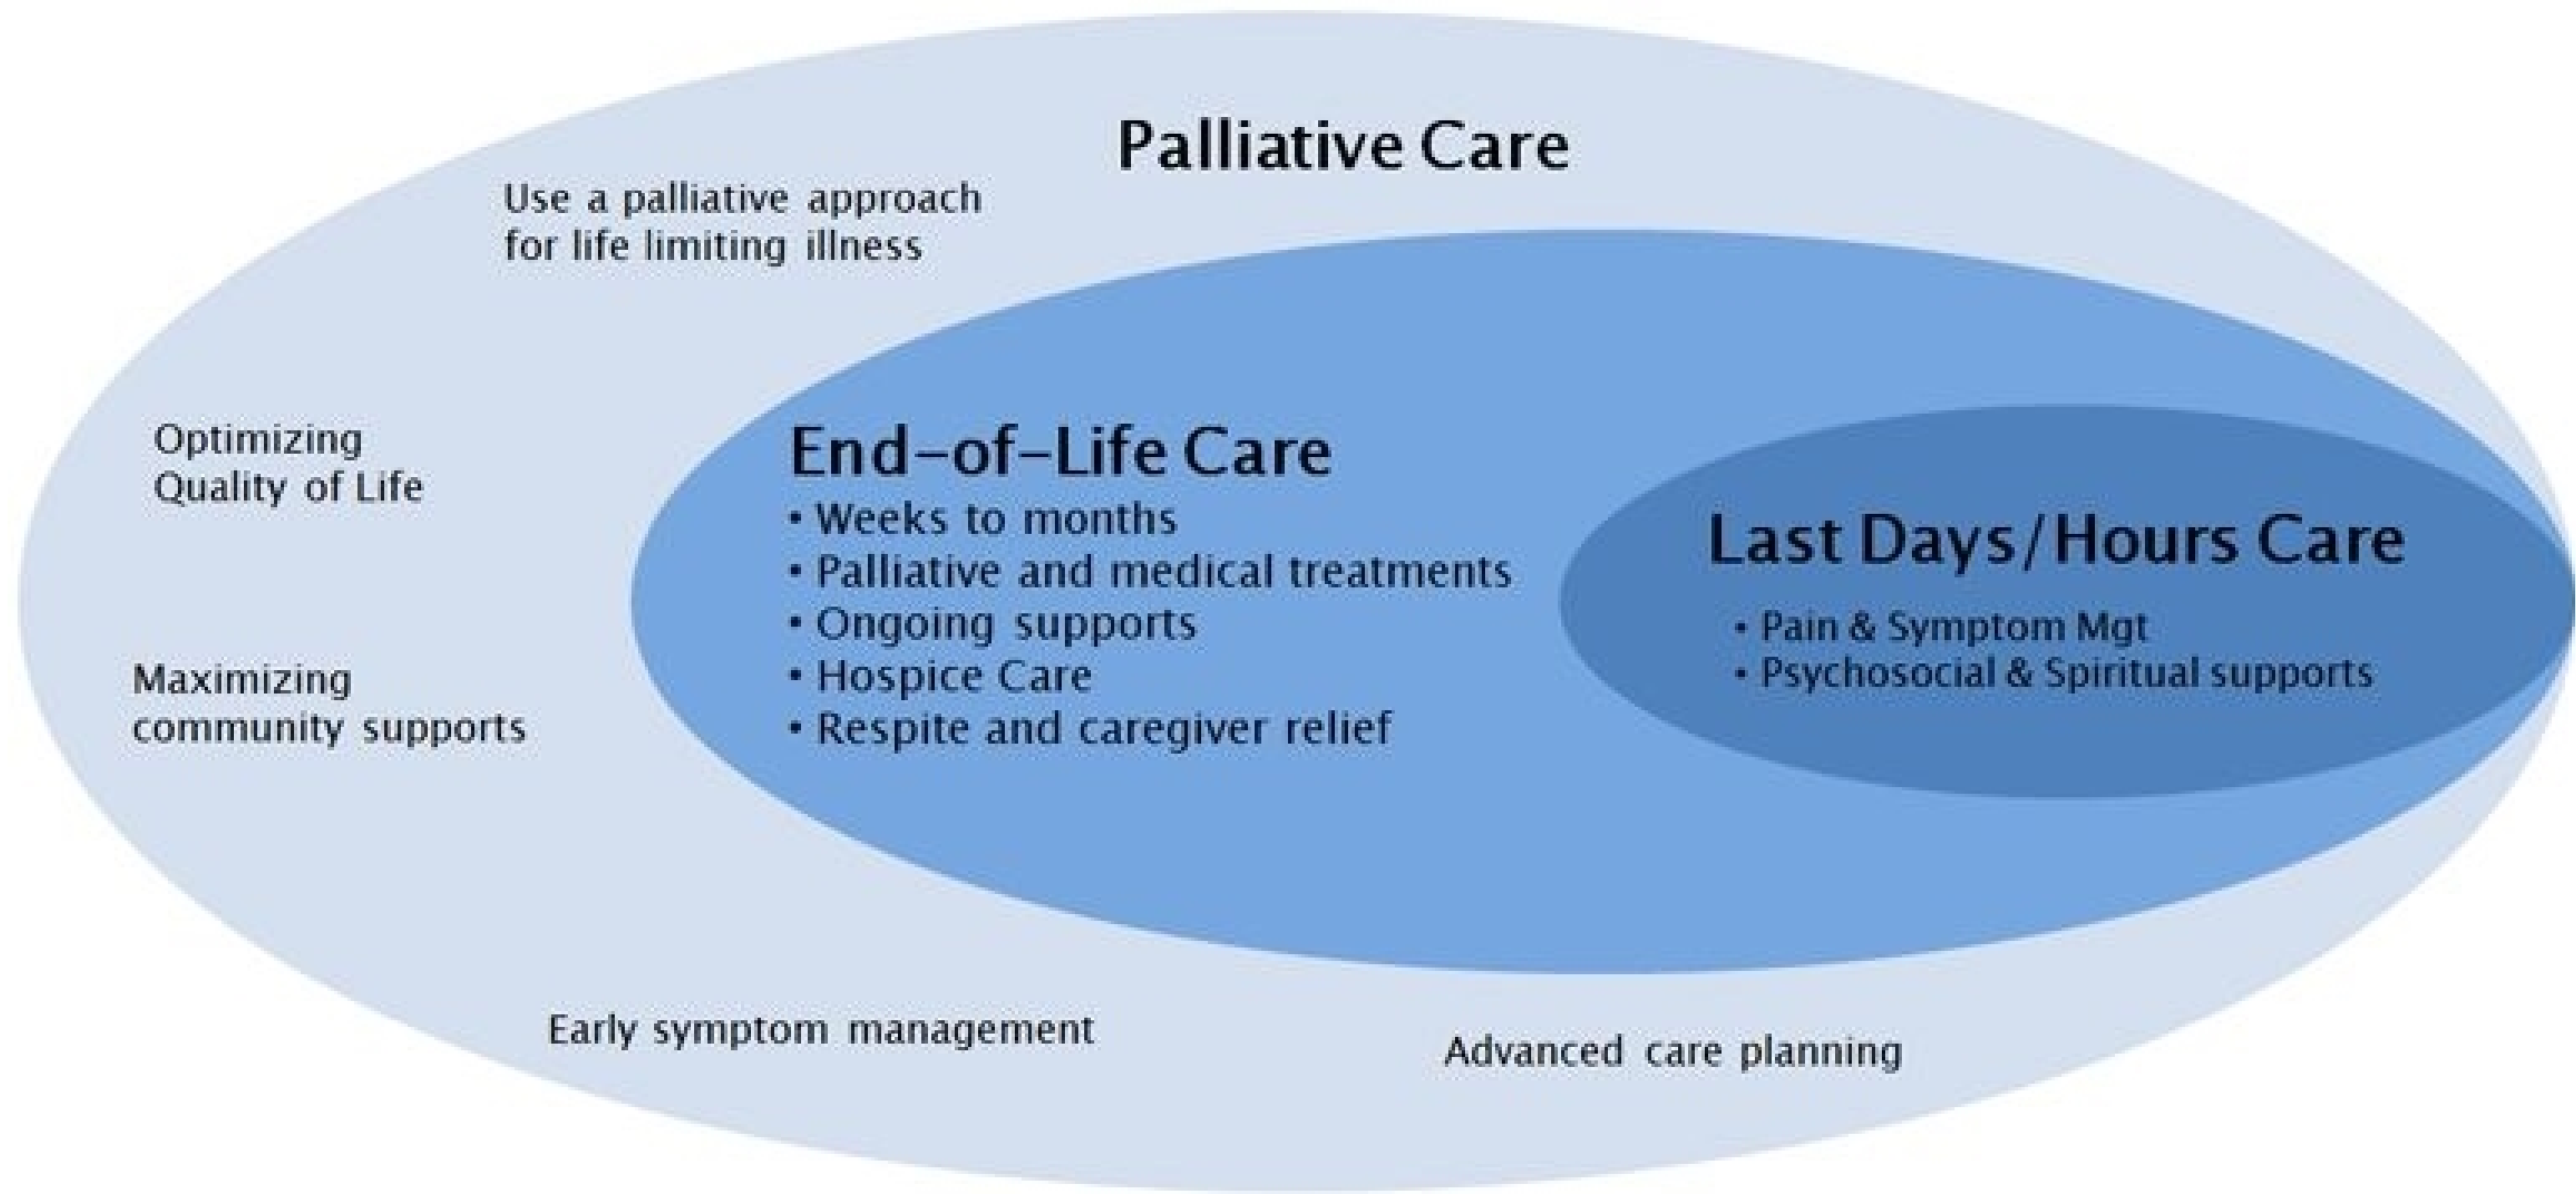 Palliative Care
Use a palliative approach
for life limiting illness
Optimizing
Quality of Life
Maximizing
community supports
End-of-Life Care
• Weeks to months
• Palliative and medical treatments
• Ongoing supports
• Hospice Care
• Respite and caregiver relief
Last Days/Hours Care
• Pain & Symptom Mgt
• Psychosocial & Spiritual supports
Early symptom management
Advanced care planning